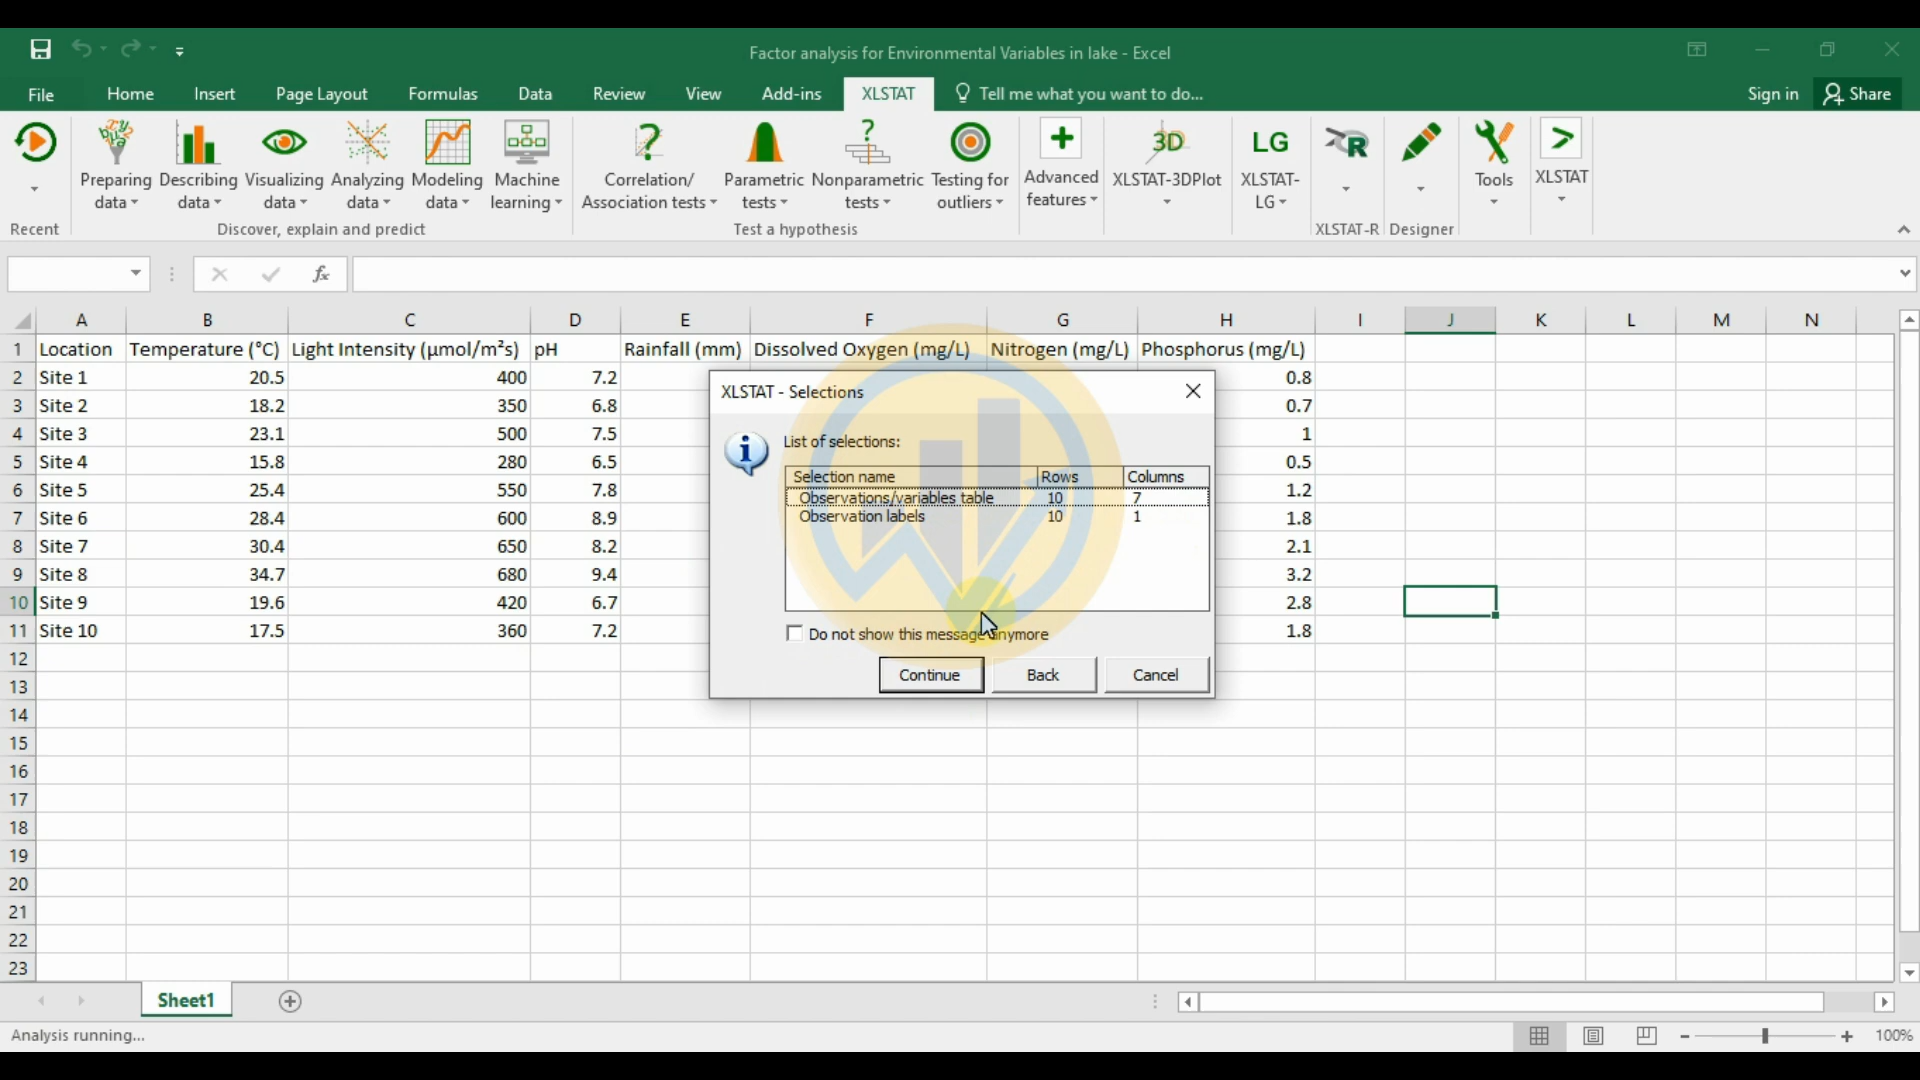 Factor analysis for Environmental Variables in lake - Excel
File Home Insert Page Layout Formulas Data Review View Add-ins XLSTAT Tell me what you want to do... Sign in Share
Preparing data Describing data Visualizing data Analyzing data Modeling data Machine learning Correlation/ Association tests Parametric tests Nonparametric tests Testing for outliers Advanced features 3D XLSTAT-3DPlot LG XLSTAT-LG R Tools XLSTAT
Recent Discover, explain and predict Test a hypothesis XLSTAT-R Designer
fx
A B C D E F G H I J K L M N
1 Location Temperature (°C) Light Intensity (µmol/m²s) pH Rainfall (mm) Dissolved Oxygen (mg/L) Nitrogen (mg/L) Phosphorus (mg/L)
2 Site 1 20.5 400 7.2 0.8
3 Site 2 18.2 350 6.8 0.7
4 Site 3 23.1 500 7.5 1
5 Site 4 15.8 280 6.5 0.5
6 Site 5 25.4 550 7.8 1.2
7 Site 6 28.4 600 8.9 1.8
8 Site 7 30.4 650 8.2 2.1
9 Site 8 34.7 680 9.4 3.2
10 Site 9 19.6 420 6.7 2.8
11 Site 10 17.5 360 7.2 1.8
12
13
14
15
16
17
18
19
20
21
22
23
XLSTAT - Selections
List of selections:
Selection name Rows Columns
Observations/variables table 10 7
Observation labels 10 1
Do not show this message anymore
Continue Back Cancel
Sheet1
Analysis running... 100%